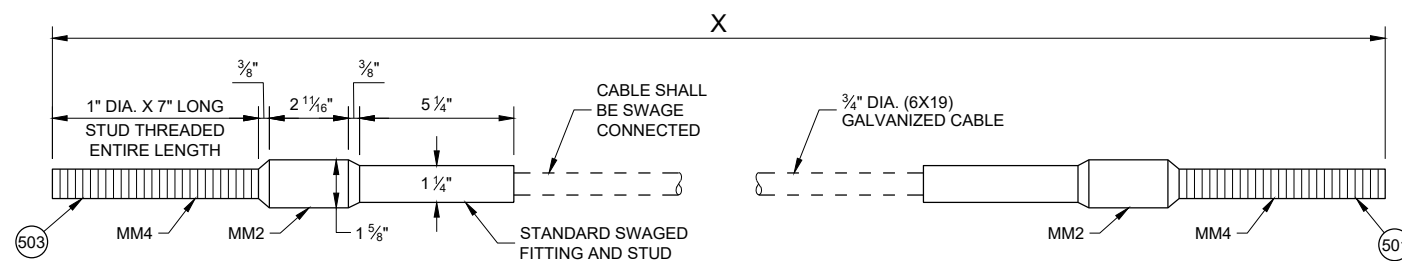 X
3/8"
3/8"
1" DIA. X 7" LONG
2 11/16"
5 1/4"
STUD THREADED
ENTIRE LENGTH
CABLE SHALL
BE SWAGE
CONNECTED
3/4" DIA. (6X19)
GALVANIZED CABLE
1 1/4"
503
MM4
MM2
1 5/8"
STANDARD SWAGED
FITTING AND STUD
MM2
MM4